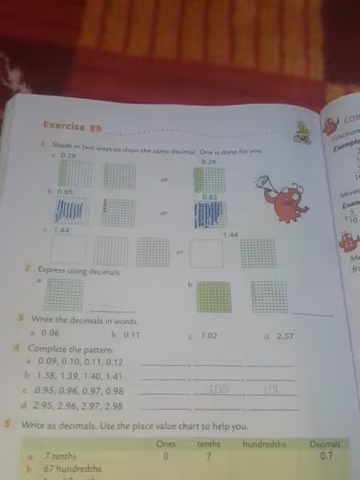 Exercise 89
1 Shade in two ways to show the same decimal. One is done for you.
a 0.29
0.29
or
b 0.85
0.85
or
c 1.44
1.44
or
2 Express using decimals
a
b
3 Write the decimals in words.
a 0.06 b 0.11 c 1.02 d 2.57
4 Complete the pattern:
a 0.09, 0.10, 0.11, 0.12
b 1.38, 1.39, 1.40, 1.41
c 0.95, 0.96, 0.97, 0.98
d 2.95, 2.96, 2.97, 2.98
5 Write as decimals. Use the place value chart to help you.
Ones tenths hundredths Decimals
a 7 tenths 0 7 0.7
b 67 hundredths
CON
Fraction
Example
Example